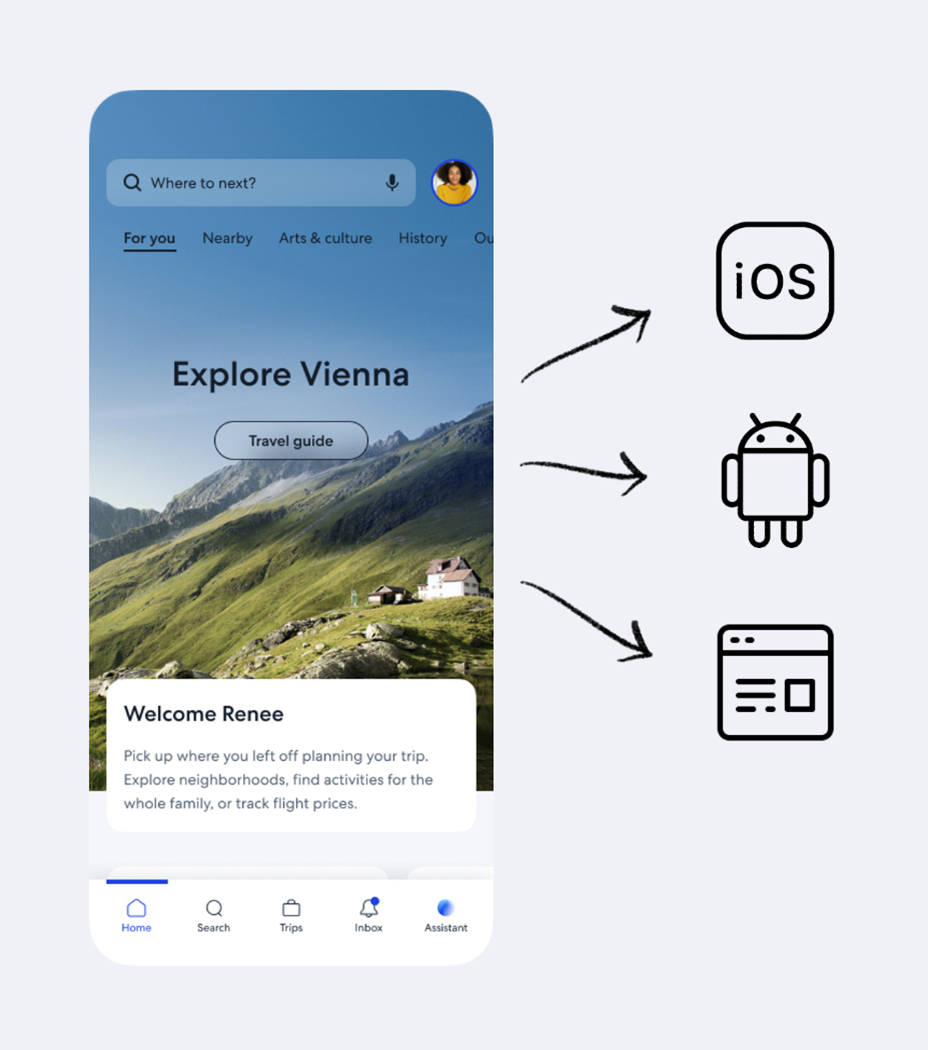 Where to next?
For you Nearby Arts & culture History Ou
Explore Vienna
Travel guide
Welcome Renee
Pick up where you left off planning your trip.
Explore neighborhoods, find activities for the
whole family, or track flight prices.
Home Search Trips Inbox Assistant
iOS